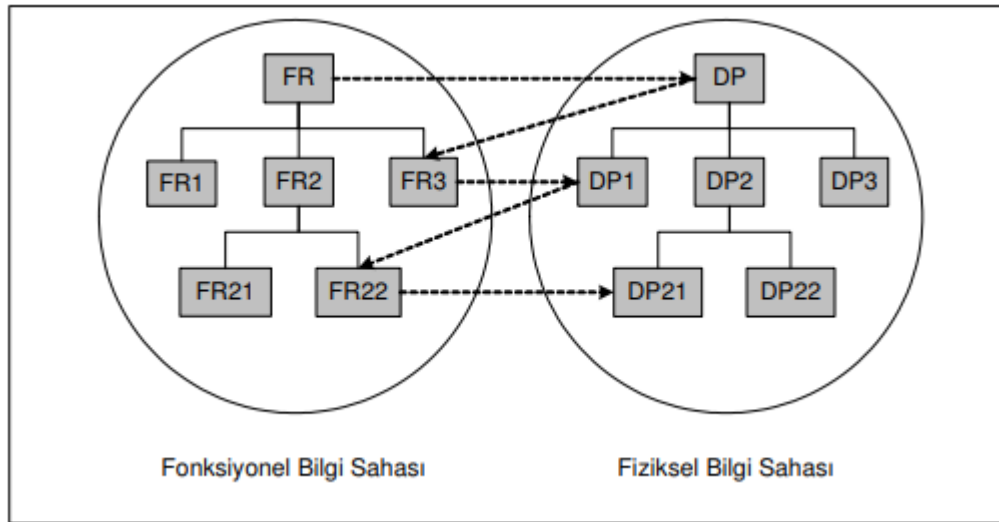 FR
DP
FR1
FR2
FR3
DP1
DP2
DP3
FR21
FR22
DP21
DP22
Fonksiyonel Bilgi Sahası
Fiziksel Bilgi Sahası